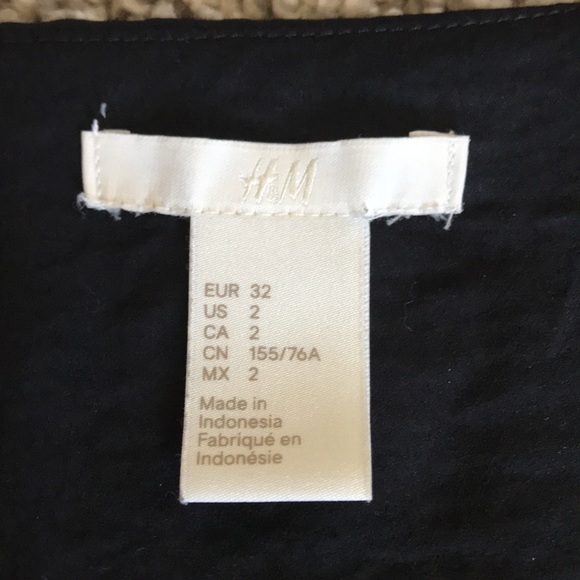 H&M
EUR 32
US 2
CA 2
CN 155/76A
MX 2
Made in
Indonesia
Fabriqué en
Indonésie